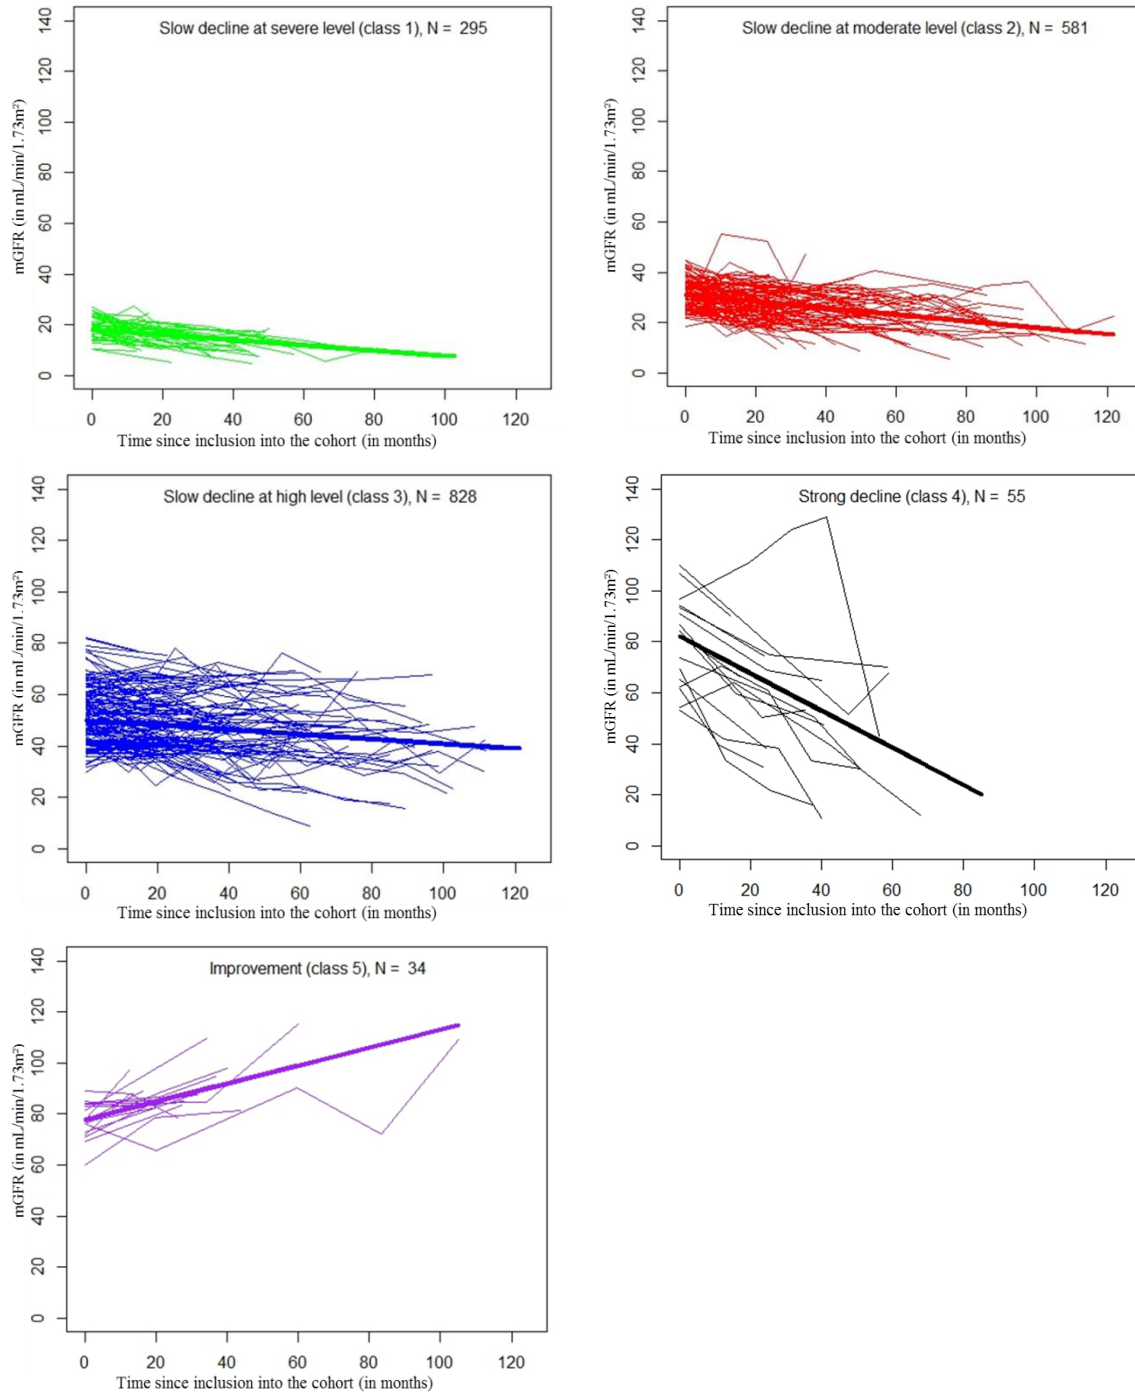 Slow decline at severe level (class 1), N = 295
mGFR (in mL/min/1.73m²)
140
120
100
80
60
40
20
0
0 20 40 60 80 100 120
Time since inclusion into the cohort (in months)
Slow decline at moderate level (class 2), N = 581
mGFR (in mL/min/1.73m²)
140
120
100
80
60
40
20
0
0 20 40 60 80 100 120
Time since inclusion into the cohort (in months)
Slow decline at high level (class 3), N = 828
mGFR (in mL/min/1.73m²)
140
120
100
80
60
40
20
0
0 20 40 60 80 100 120
Time since inclusion into the cohort (in months)
Strong decline (class 4), N = 55
mGFR (in mL/min/1.73m²)
140
120
100
80
60
40
20
0
0 20 40 60 80 100 120
Time since inclusion into the cohort (in months)
Improvement (class 5), N = 34
mGFR (in mL/min/1.73m²)
140
120
100
80
60
40
20
0
0 20 40 60 80 100 120
Time since inclusion into the cohort (in months)